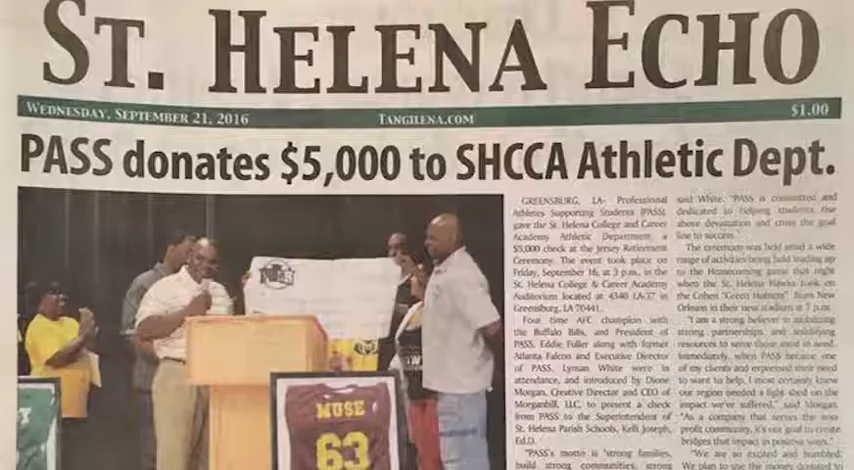 ST. HELENA ECHO
WEDNESDAY, SEPTEMBER 21, 2016 TANGILENA.COM $1.00
PASS donates $5,000 to SHCCA Athletic Dept.
MUSE
63
GREENSBURG, LA- Professional
Athletes Supporting Students (PASS)
gave the St. Helena College and Career
Academy Athletic Department a
$5,000 check at the Jersey Retirement
Ceremony. The event took place on
Friday, September 16, at 3 p.m. in the
St. Helena College & Career Academy
Auditorium located at 4340 LA-37 in
Greensburg, LA 70441.
Four time AFC champion with
the Buffalo Bills, and President of
PASS, Eddie Fuller along with former
Atlanta Falcon and Executive Director
of PASS, Lyman White were in
attendance, and introduced by Dione
Morgan, Creative Director and CEO of
Morganhill, LLC, to present a check
from PASS to the Superintendent of
St. Helena Parish Schools, Kelli Joseph,
Ed.D.
"PASS's motto is "strong families,
build strong communities, strong
said White. "PASS is committed and
dedicated to helping students rise
above devastation and cross the goal
line to success."
The ceremony was held amid a wide
range of activities being held leading up
to the Homecoming game that night
when the St. Helena Hawks took on
the Cohen "Green Hornets" from New
Orleans in their new stadium at 7 p.m.
"I am a strong believer in mobilizing
strong partnerships and solidifying
resources to serve those most in need.
Immediately, when PASS became one
of my clients and expressed their need
to want to help, I most certainly knew
our region needed a light shed on the
impact we've suffered," said Morgan.
"As a company that serves the non
profit community, it's our goal to create
bridges that impact in positive ways."
"We are so excited and humbled.
We plan to use the money donated to